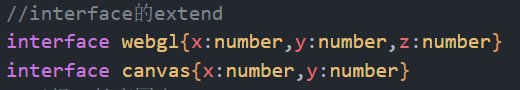 //interface的extend
interface webgl{x:number,y:number,z:number}
interface canvas{x:number,y:number}